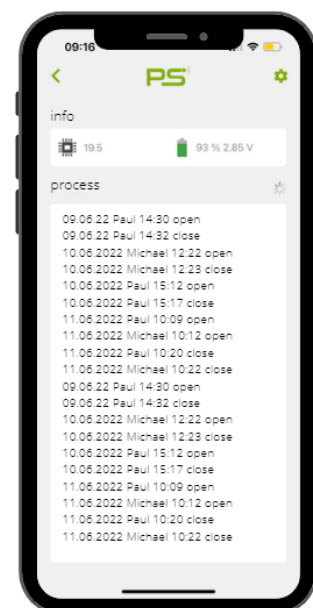 09:16
PS
info
19.5
93 % 2.85 V
process
09.06.22 Paul 14:30 open
09.06.22 Paul 14:32 close
10.06.2022 Michael 12:22 open
10.06.2022 Michael 12:23 close
10.06.2022 Paul 15:12 open
10.06.2022 Paul 15:17 close
11.06.2022 Paul 10:09 open
11.06.2022 Michael 10:12 open
11.06.2022 Paul 10:20 close
11.06.2022 Michael 10:22 close
09.06.22 Paul 14:30 open
09.06.22 Paul 14:32 close
10.06.2022 Michael 12:22 open
10.06.2022 Michael 12:23 close
10.06.2022 Paul 15:12 open
10.06.2022 Paul 15:17 close
11.06.2022 Paul 10:09 open
11.06.2022 Michael 10:12 open
11.06.2022 Paul 10:20 close
11.06.2022 Michael 10:22 close